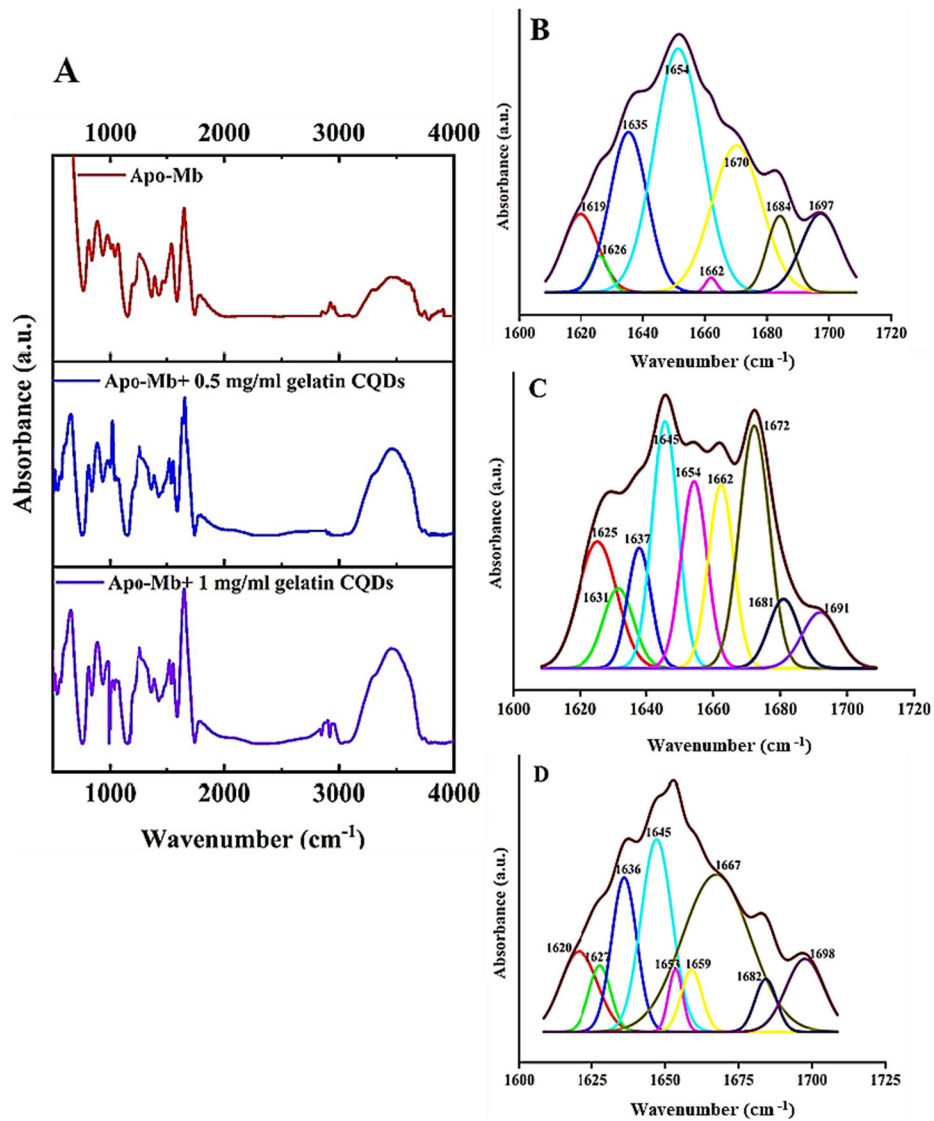 A
1000 2000 3000 4000
Apo-Mb
Apo-Mb+ 0.5 mg/ml gelatin CQDs
Apo-Mb+ 1 mg/ml gelatin CQDs
Absorbance (a.u.)
1000 2000 3000 4000
Wavenumber (cm-1)
B
Absorbance (a.u.)
1619
1626
1635
1654
1662
1670
1684
1697
1600 1620 1640 1660 1680 1700 1720
Wavenumber (cm-1)
C
Absorbance (a.u.)
1625
1631
1637
1645
1654
1662
1672
1681
1691
1600 1620 1640 1660 1680 1700 1720
Wavenumber (cm-1)
D
Absorbance (a.u.)
1620
1627
1636
1645
1653
1659
1667
1682
1698
1600 1625 1650 1675 1700 1725
Wavenumber (cm-1)